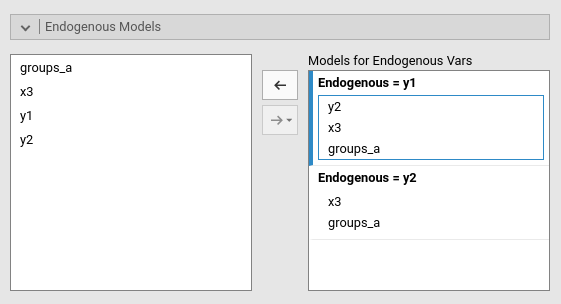 Endogenous Models
groups_a
x3
y1
y2
Models for Endogenous Vars
Endogenous = y1
y2
x3
groups_a
Endogenous = y2
x3
groups_a